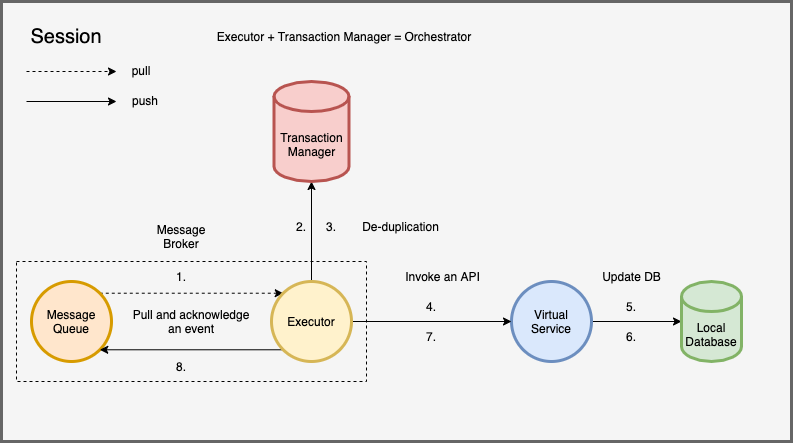 Session
Executor + Transaction Manager = Orchestrator
pull
push
Transaction
Manager
2.
3.
De-duplication
Message
Broker
1.
Invoke an API
Update DB
Message
Queue
Pull and acknowledge
an event
Executor
4.
7.
Virtual
Service
5.
6.
Local
Database
8.